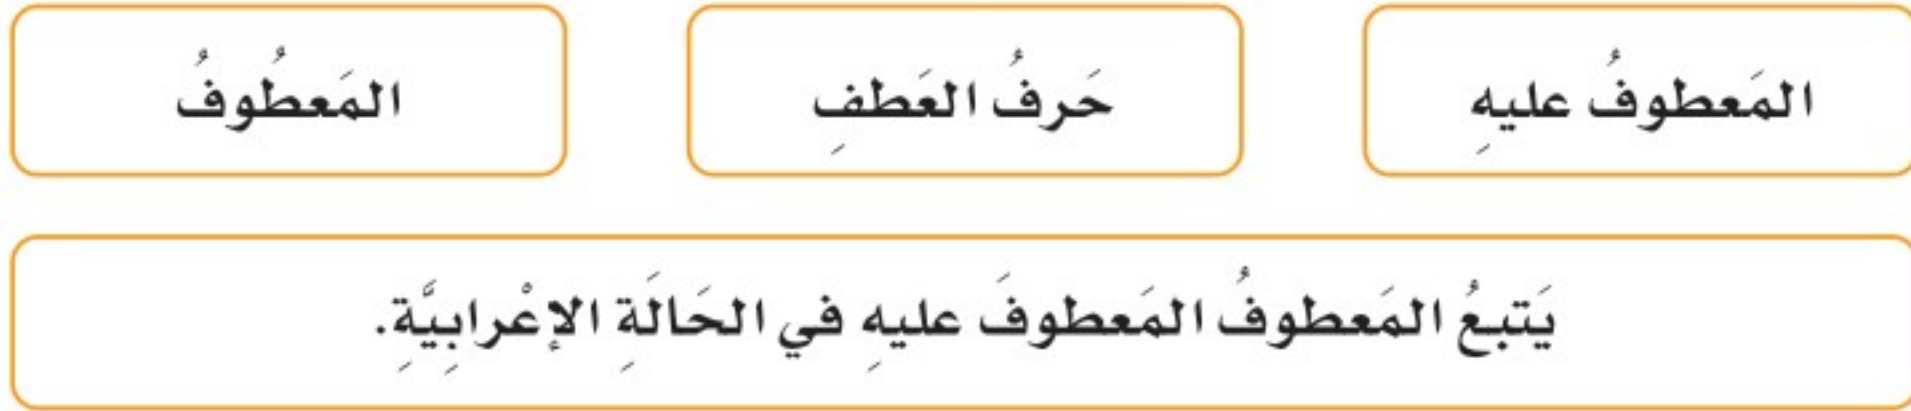 المَعطوفُ عليهِ
حَرفُ العَطفِ
المَعطُوفُ
يَتبعُ المَعطوفُ المَعطوفَ عليهِ في الحَالَةِ الإعْرابِيَّةِ.